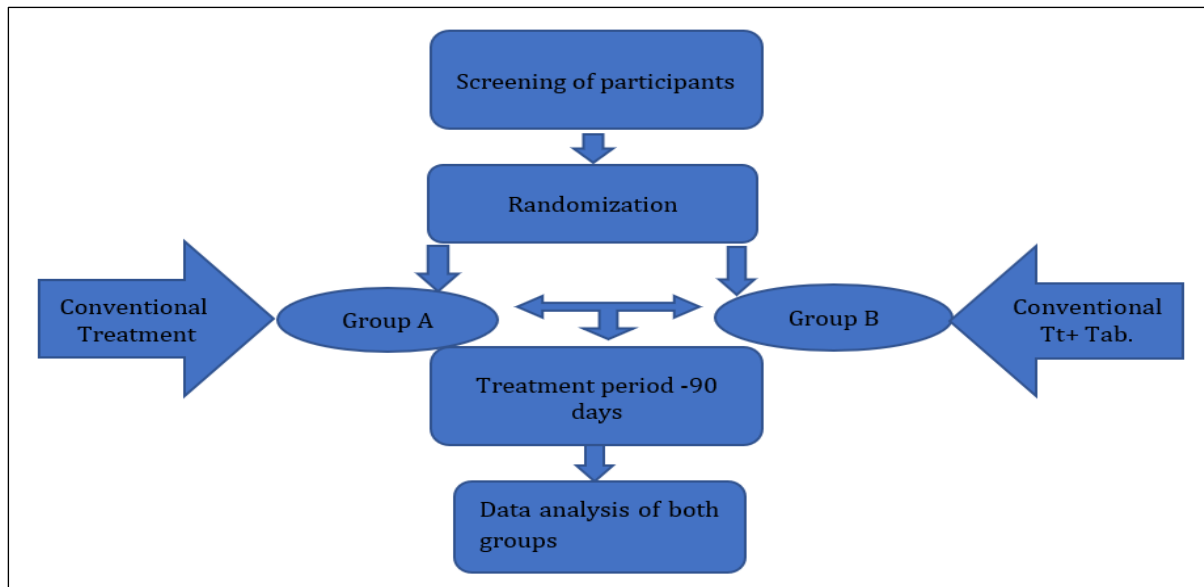 Screening of participants
Randomization
Conventional
Treatment
Group A
Group B
Conventional
Tt+ Tab.
Treatment period -90
days
Data analysis of both
groups